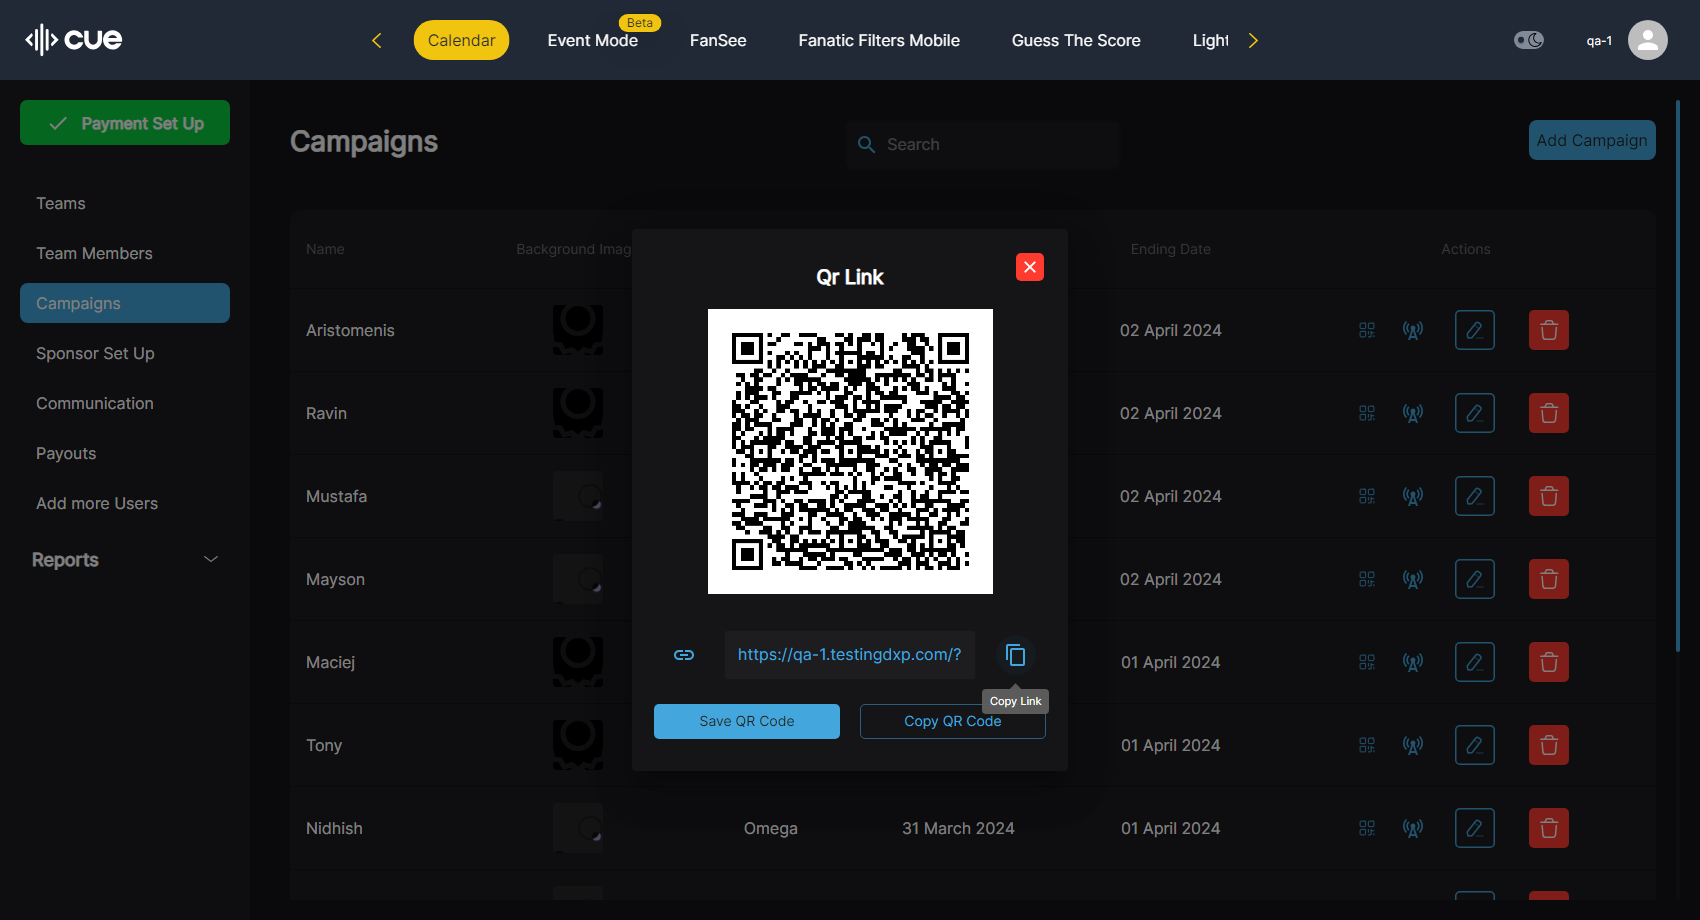 cue
Calendar
Event Mode
Beta
FanSee
Fanatic Filters Mobile
Guess The Score
Light
qa-1
Payment Set Up
Teams
Team Members
Campaigns
Sponsor Set Up
Communication
Payouts
Add more Users
Reports
Campaigns
Search
Add Campaign
Name Background Imag Ending Date Actions
Aristomenis 02 April 2024
Ravin 02 April 2024
Mustafa 02 April 2024
Mayson 02 April 2024
Maciej 01 April 2024
Tony 01 April 2024
Nidhish Omega 31 March 2024 01 April 2024
Qr Link
https://qa-1.testingdxp.com/?
Copy Link
Save QR Code
Copy QR Code